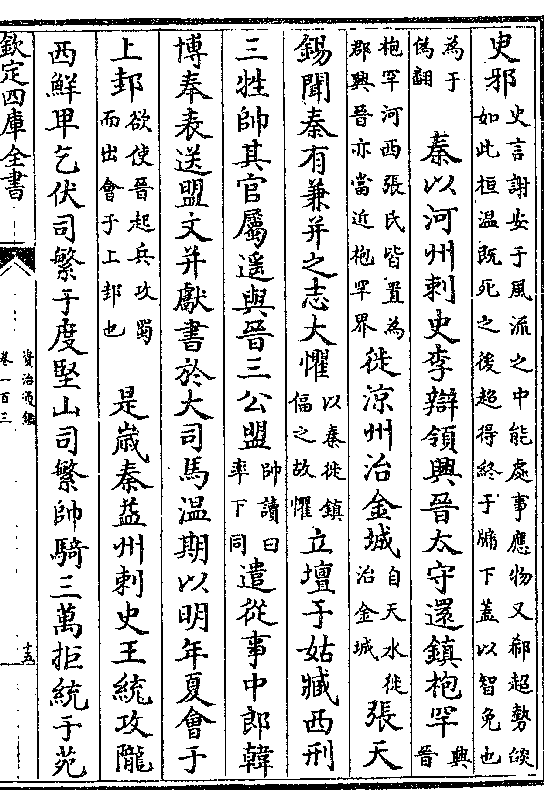 臾邪史言謝安于風流之中能處事應物又郗超勢燄如此桓温既死之後超得終于牖下蓋以智免也
為于偽翻　秦以河州刺史李辯領興晉太守還鎮枹罕興晉
枹罕河西張氏皆置為郡興晉亦當近枹罕界徙涼州治金城自天水徙治金城張天
錫聞秦有兼并之志大懼以秦徙鎮偪之故懼立壇于姑臧西刑
三牲帥其官屬遥與晉三公盟帥讀曰率下同遣從事中郎韓
博奉表送盟文并獻書於大司馬温期以明年夏會于
上邽欲使晉起兵攻蜀而出會于上邽也　是嵗秦益州刺史王統攻隴
西鮮卑乞伏司繁于度堅山司繁帥騎三萬拒統于苑
欽定四庫全書
資治通鑑
卷一百三
十五